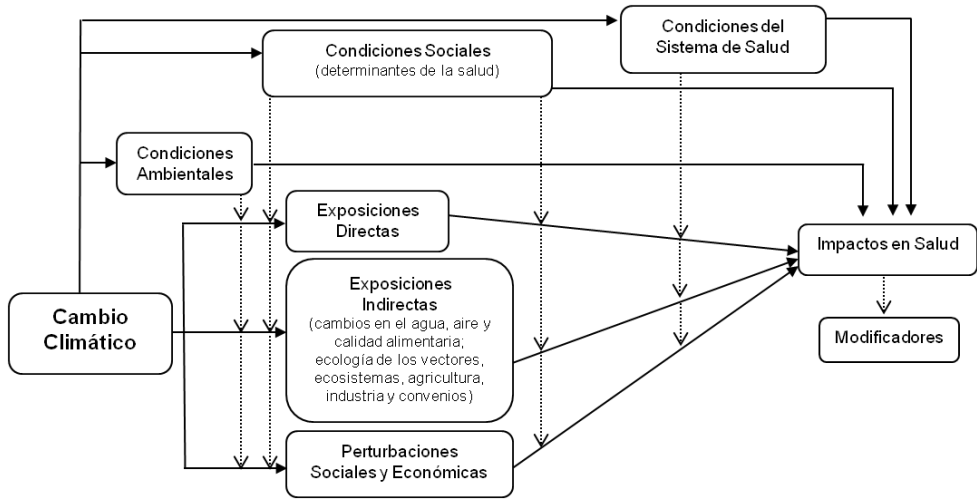 Condiciones del
Sistema de Salud
Condiciones Sociales
(determinantes de la salud)
Condiciones
Ambientales
Exposiciones
Directas
Impactos en Salud
Exposiciones
Indirectas
(cambios en el agua, aire y
calidad alimentaria;
ecología de los vectores,
ecosistemas, agricultura,
industria y convenios)
Cambio
Climático
Modificadores
Perturbaciones
Sociales y Económicas